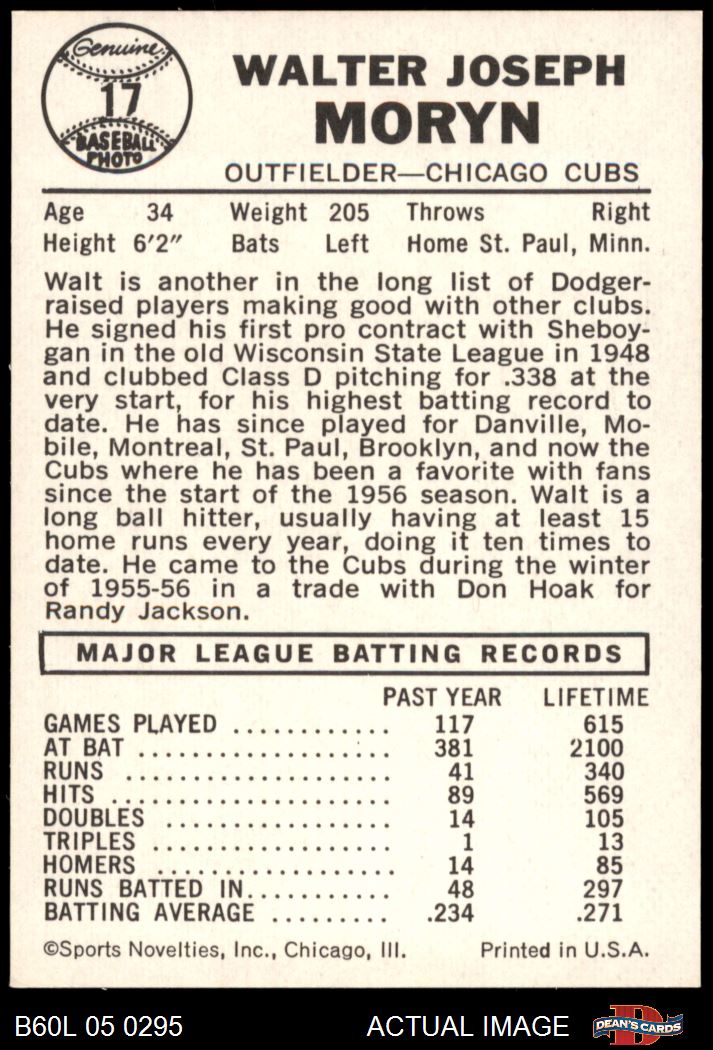 Genuine
17
BASEBALL
PHOTO
WALTER JOSEPH
MORYN
OUTFIELDER—CHICAGO CUBS
Age 34 Weight 205 Throws Right
Height 6'2" Bats Left Home St. Paul, Minn.
Walt is another in the long list of Dodger-
raised players making good with other clubs.
He signed his first pro contract with Sheboy-
gan in the old Wisconsin State League in 1948
and clubbed Class D pitching for .338 at the
very start, for his highest batting record to
date. He has since played for Danville, Mo-
bile, Montreal, St. Paul, Brooklyn, and now the
Cubs where he has been a favorite with fans
since the start of the 1956 season. Walt is a
long ball hitter, usually having at least 15
home runs every year, doing it ten times to
date. He came to the Cubs during the winter
of 1955-56 in a trade with Don Hoak for
Randy Jackson.
MAJOR LEAGUE BATTING RECORDS
PAST YEAR LIFETIME
GAMES PLAYED ............ 117 615
AT BAT .................... 381 2100
RUNS ..................... 41 340
HITS ...................... 89 569
DOUBLES ................. 14 105
TRIPLES .................. 1 13
HOMERS .................. 14 85
RUNS BATTED IN........... 48 297
BATTING AVERAGE ......... .234 .271
©Sports Novelties, Inc., Chicago, Ill. Printed in U.S.A.
B60L 05 0295 ACTUAL IMAGE D DEAN'S CARDS